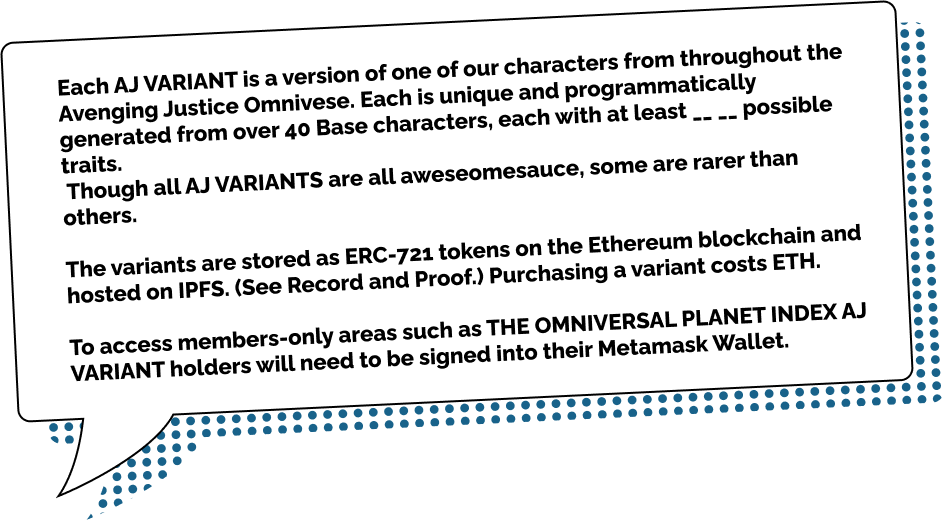 Each AJ VARIANT is a version of one of our characters from throughout the
Avenging Justice Omnivese. Each is unique and programmatically
generated from over 40 Base characters, each with at least __ __ possible
traits.
Though all AJ VARIANTS are all aweseomesauce, some are rarer than
others.
The variants are stored as ERC-721 tokens on the Ethereum blockchain and
hosted on IPFS. (See Record and Proof.) Purchasing a variant costs ETH.
To access members-only areas such as THE OMNIVERSAL PLANET INDEX AJ
VARIANT holders will need to be signed into their Metamask Wallet.